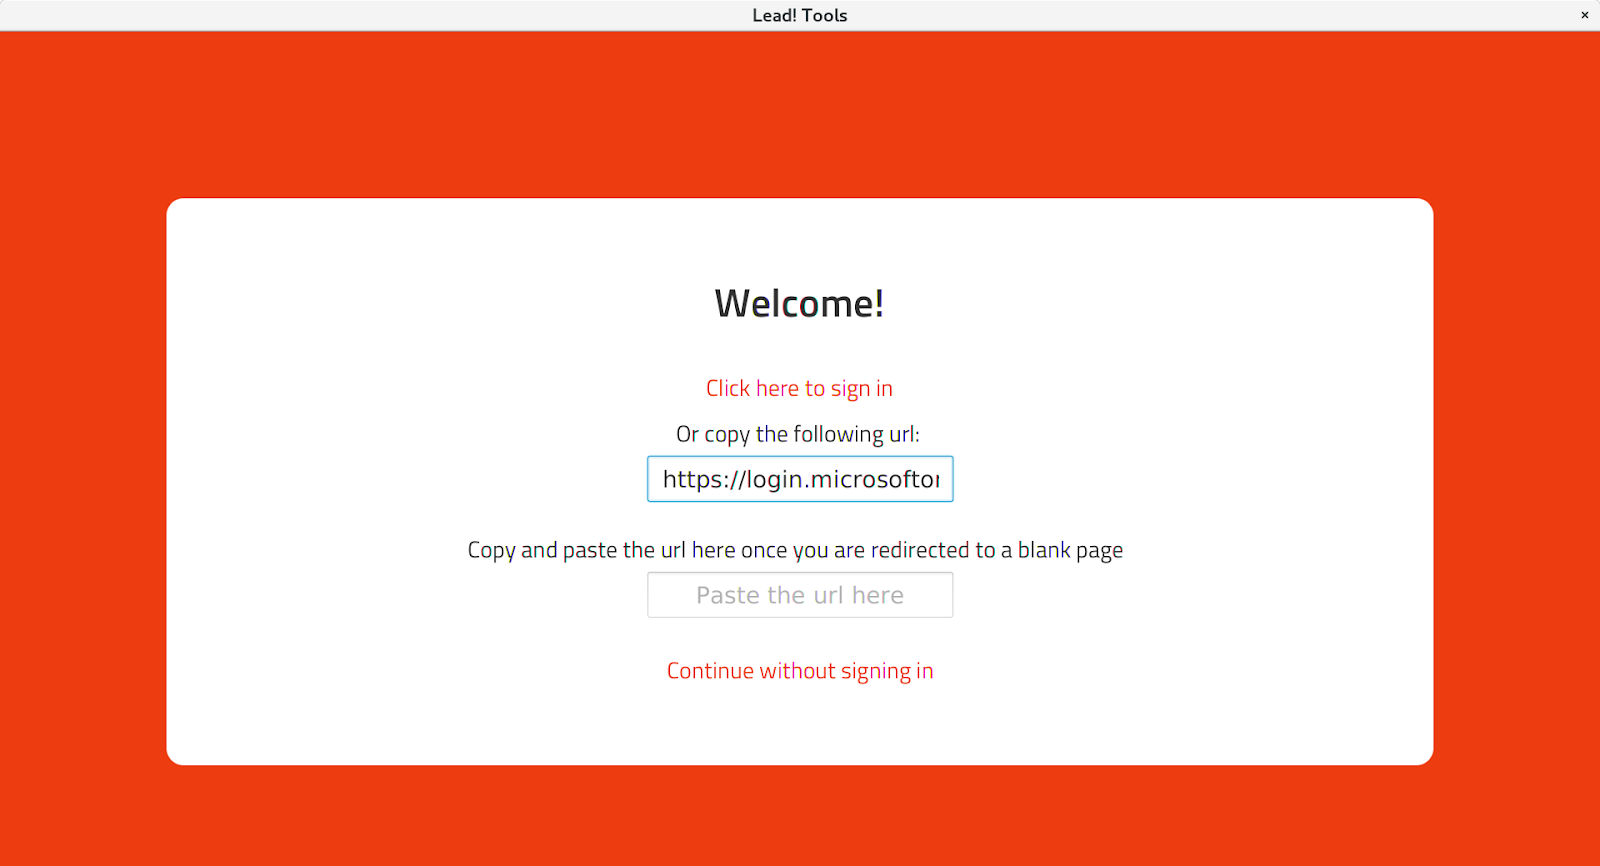 Lead! Tools
×
Welcome!
Click here to sign in
Or copy the following url:
https://login.microsoftor
Copy and paste the url here once you are redirected to a blank page
Paste the url here
Continue without signing in